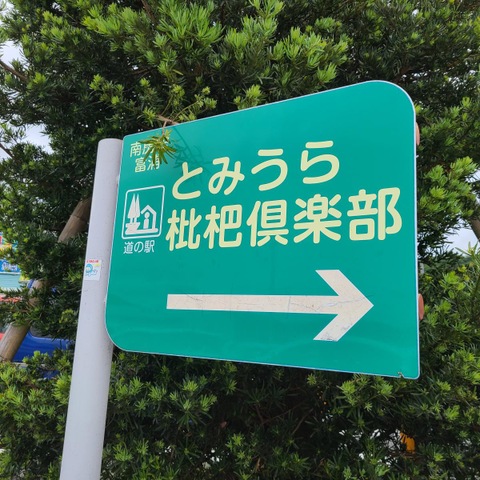 南房
富浦
とみうら
枇杷倶楽部
道の駅